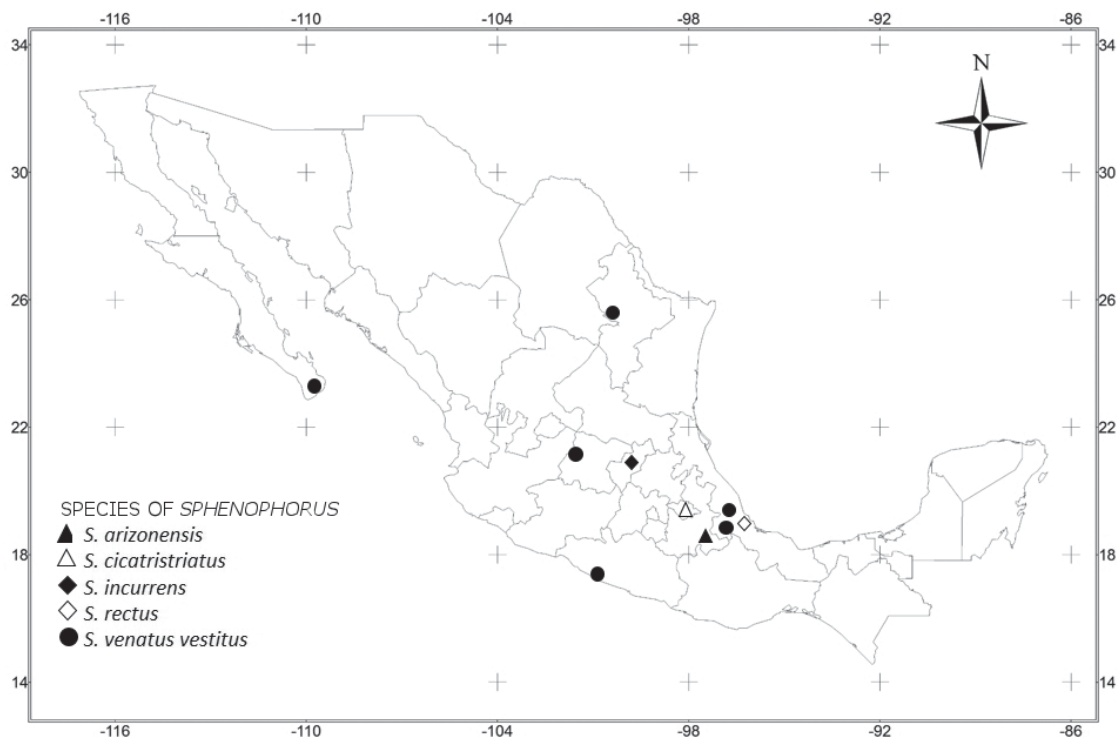 -116 -110 -104 -98 -92 -86
34 34
N
30 30
26 26
22 22
SPECIES OF SPHENOPHORUS
S. arizonensis
S. cicatristriatus
18 18
S. incurrens
S. rectus
S. venatus vestitus
14 14
-116 -110 -104 -98 -92 -86